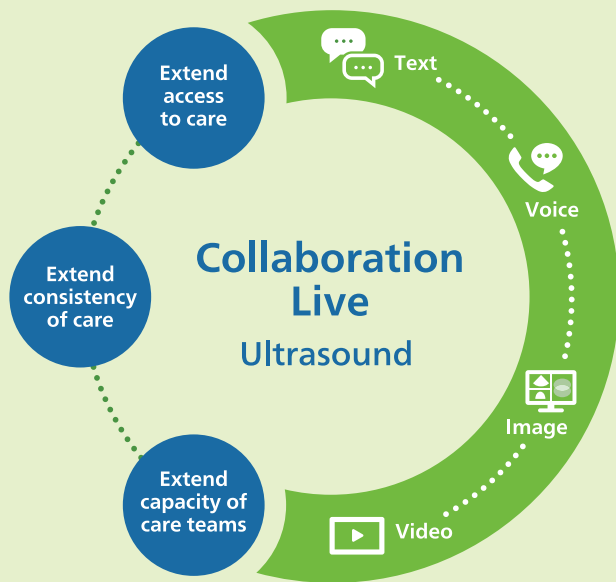 Extend
access
to care
Text
Voice
Extend
consistency
of care
Collaboration
Live
Ultrasound
Image
Extend
capacity of
care teams
Video